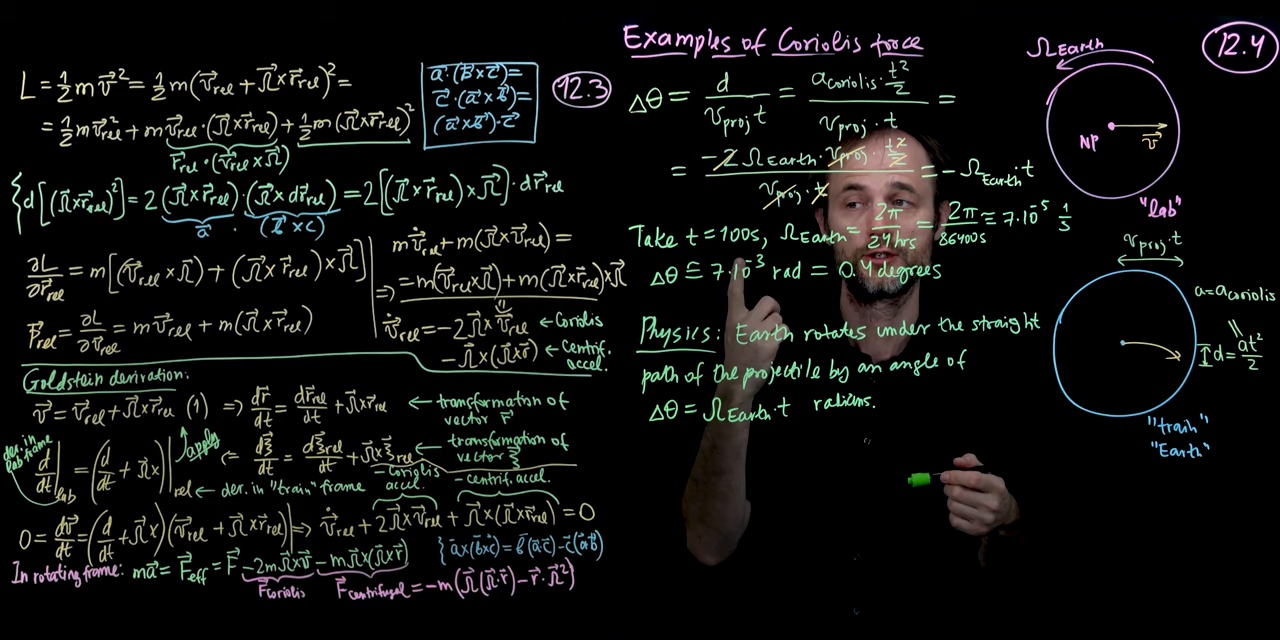 L = ½mv⃗² = ½m(v⃗rel + Ω⃗×r⃗rel)² =
= ½mv⃗rel² + m v⃗rel·(Ω⃗×r⃗rel) + ½m(Ω⃗×r⃗rel)²
r⃗rel·(v⃗rel×Ω⃗)
a⃗·(b⃗×c⃗)=
c⃗·(a⃗×b⃗)=
(a⃗×b⃗)·c⃗
12.3
{d[(Ω⃗×r⃗rel)²] = 2(Ω⃗×r⃗rel)·(Ω⃗×dr⃗rel) = 2[(Ω⃗×r⃗rel)×Ω⃗]·dr⃗rel
a⃗ · (b⃗×c)
∂L/∂r⃗rel = m[(v⃗rel×Ω⃗) + (Ω⃗×r⃗rel)×Ω⃗]
P⃗rel = ∂L/∂v⃗rel = mv⃗rel + m(Ω⃗×r⃗rel)
mv⃗̇rel + m(Ω⃗×v⃗rel) =
= m(v⃗rel×Ω⃗) + m(Ω⃗×r⃗rel)×Ω⃗
⇒ v⃗̇rel = −2Ω⃗×v⃗rel ← Coriolis
− Ω⃗×(Ω⃗×r⃗) ← Centrif. accel.
Goldstein derivation:
v⃗ = v⃗rel + Ω⃗×r⃗rel (1) ⇒ dr⃗/dt = dr⃗rel/dt + Ω⃗×r⃗rel ← transformation of vector r⃗
apply
⇐ dξ⃗/dt = dξ⃗rel/dt + Ω⃗×ξ⃗rel ← transformation of vector ξ⃗
der. in lab frame
d/dt|lab = (d/dt + Ω⃗×)|rel ← der. in "train" frame
−Coriolis accel.
−centrif. accel.
0 = dv⃗/dt = (d/dt + Ω⃗×)(v⃗rel + Ω⃗×r⃗rel) ⇒ v⃗̇rel + 2Ω⃗×v⃗rel + Ω⃗×(Ω⃗×r⃗rel) = 0
{a⃗×(b⃗×c⃗) = b⃗(a⃗·c⃗) − c⃗(a⃗·b⃗)
In rotating frame: ma⃗ = F⃗eff = F⃗ − 2mΩ⃗×v⃗ − mΩ⃗×(Ω⃗×r⃗)
F⃗Coriolis F⃗centrifugal = −m(Ω⃗(Ω⃗·r⃗) − r⃗·Ω⃗²)
Examples of Coriolis force
12.4
Δθ = d/(vproj t) = (acoriolis · t²/2)/(vproj · t) =
= (−2 ΩEarth · vproj · t²/2)/(vproj · t) = − ΩEarth · t
Take t = 100s, ΩEarth = 2π/24hrs = 2π/86400s ≅ 7·10⁻⁵ 1/s
Δθ ≅ 7·10⁻³ rad = 0.4 degrees
Physics: Earth rotates under the straight
path of the projectile by an angle of
Δθ = ΩEarth·t radians.
ΩEarth
NP
v⃗
"lab"
vproj·t
a = acoriolis
d = at²/2
"train"
"Earth"